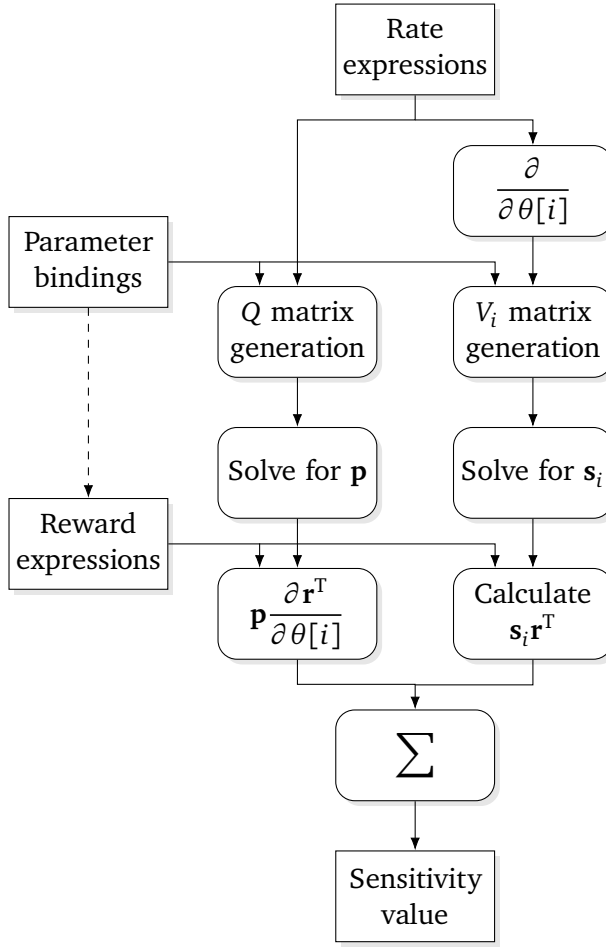 Rate
expressions
∂
∂θ[i]
Parameter
bindings
Q matrix
generation
V_i matrix
generation
Solve for p
Solve for s_i
Reward
expressions
p ∂r^T
∂θ[i]
Calculate
s_i r^T
∑
Sensitivity
value